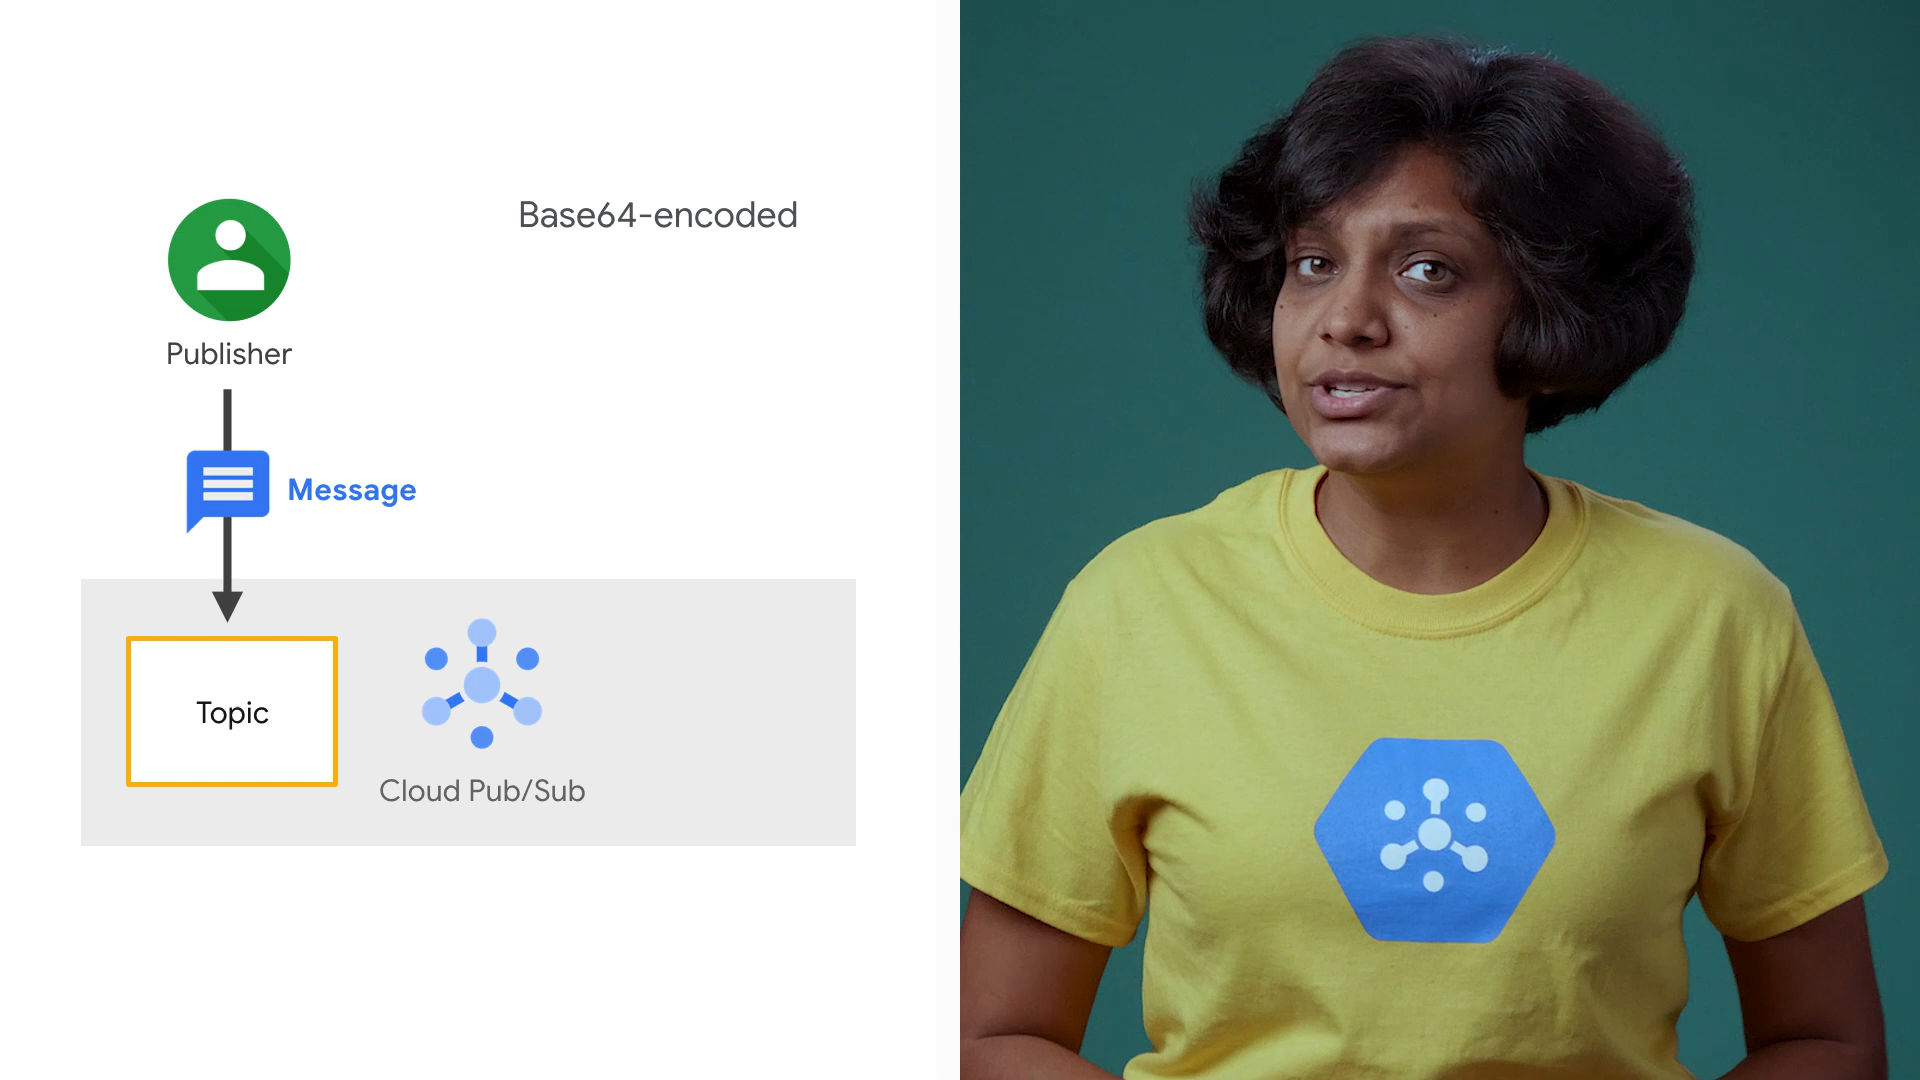 Base64-encoded
Publisher
Message
Topic
Cloud Pub/Sub